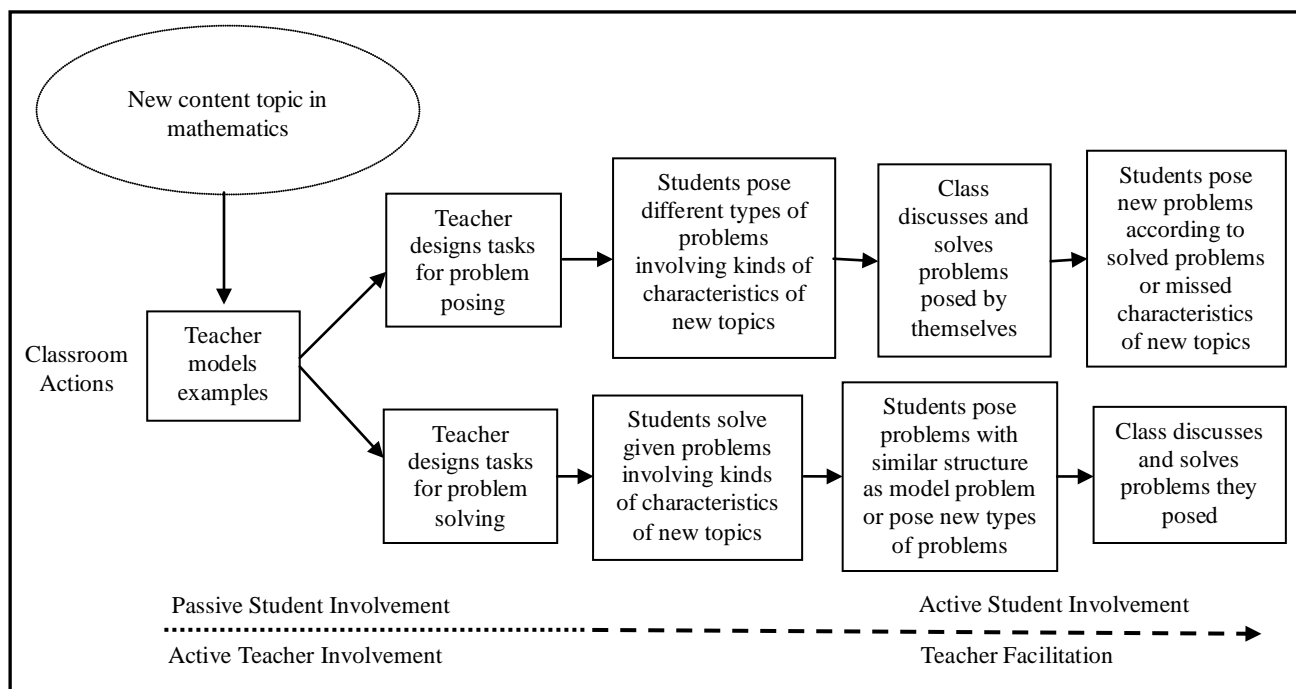 New content topic in
mathematics
Classroom
Actions
Teacher
models
examples
Teacher
designs tasks
for problem
posing
Students pose
different types of
problems
involving kinds of
characteristics of
new topics
Class
discusses and
solves
problems
posed by
themselves
Students pose
new problems
according to
solved problems
or missed
characteristics
of new topics
Teacher
designs tasks
for problem
solving
Students solve
given problems
involving kinds
of characteristics
of new topics
Students pose
problems with
similar structure
as model problem
or pose new types
of problems
Class discusses
and solves
problems they
posed
Passive Student Involvement
Active Student Involvement
Active Teacher Involvement
Teacher Facilitation